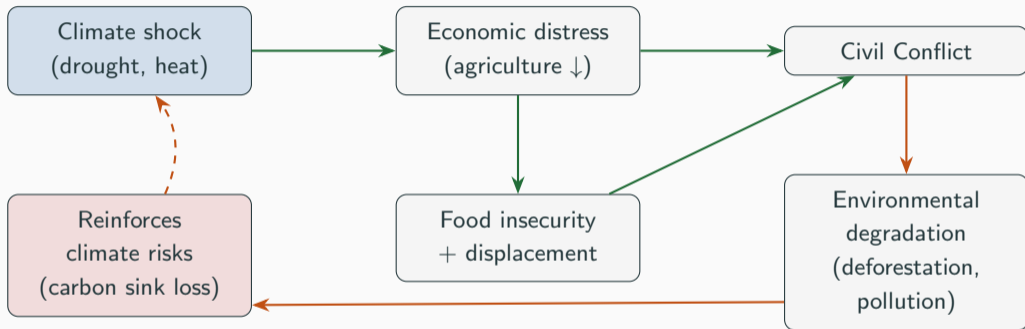 Climate shock
(drought, heat)
Economic distress
(agriculture ↓)
Civil Conflict
Reinforces
climate risks
(carbon sink loss)
Food insecurity
+ displacement
Environmental
degradation
(deforestation,
pollution)